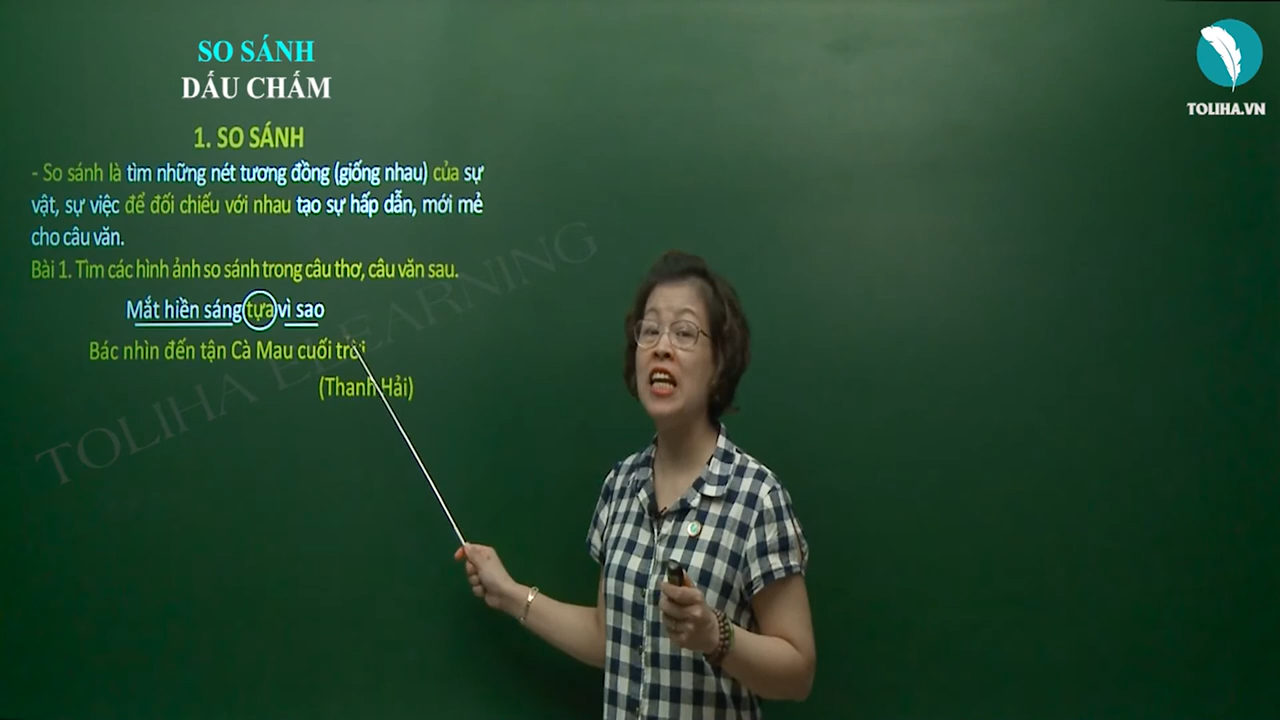 SO SÁNH
DẤU CHẤM
TOLIHA.VN
1. SO SÁNH
- So sánh là tìm những nét tương đồng (giống nhau) của sự
vật, sự việc để đối chiếu với nhau tạo sự hấp dẫn, mới mẻ
cho câu văn.
Bài 1. Tìm các hình ảnh so sánh trong câu thơ, câu văn sau.
Mắt hiền sáng tựa vì sao
Bác nhìn đến tận Cà Mau cuối trời
(Thanh Hải)
TOLIHA ELEARNING